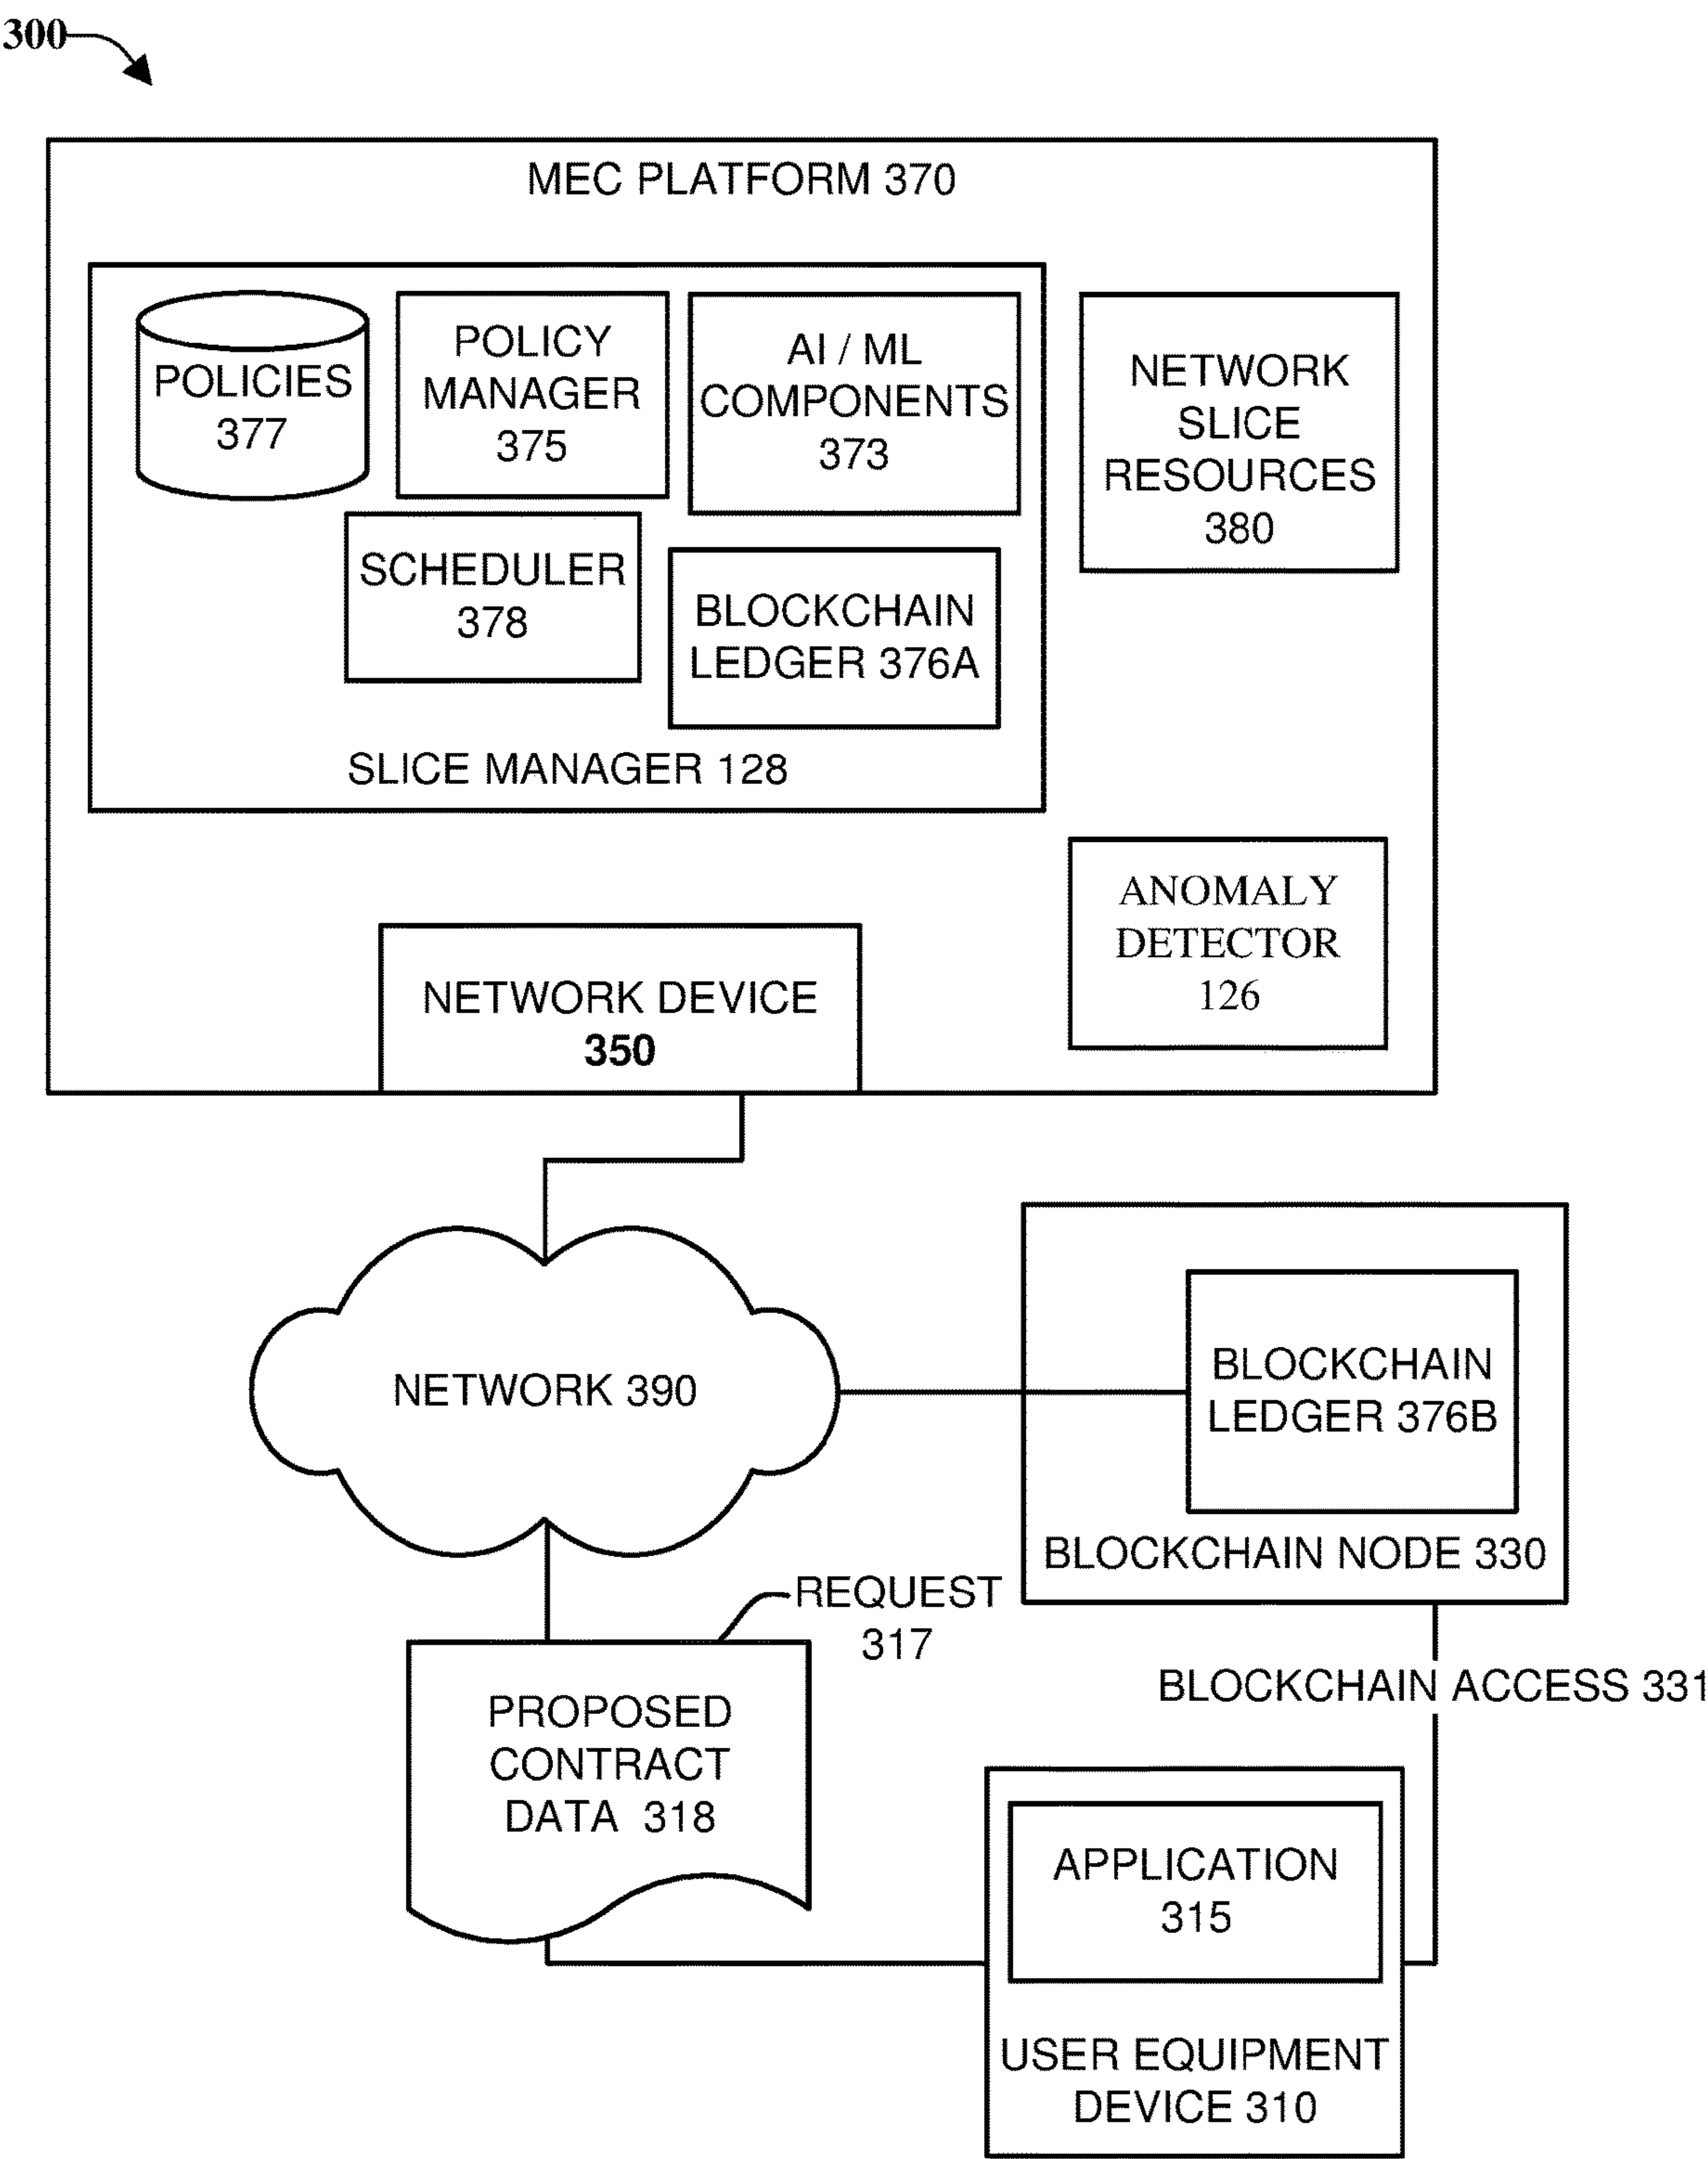 300
MEC PLATFORM 370
POLICIES
377
POLICY
MANAGER
375
AI / ML
COMPONENTS
373
NETWORK
SLICE
RESOURCES
380
SCHEDULER
378
BLOCKCHAIN
LEDGER 376A
SLICE MANAGER 128
ANOMALY
DETECTOR
126
NETWORK DEVICE
350
NETWORK 390
BLOCKCHAIN
LEDGER 376B
BLOCKCHAIN NODE 330
REQUEST
317
BLOCKCHAIN ACCESS 331
PROPOSED
CONTRACT
DATA 318
APPLICATION
315
USER EQUIPMENT
DEVICE 310